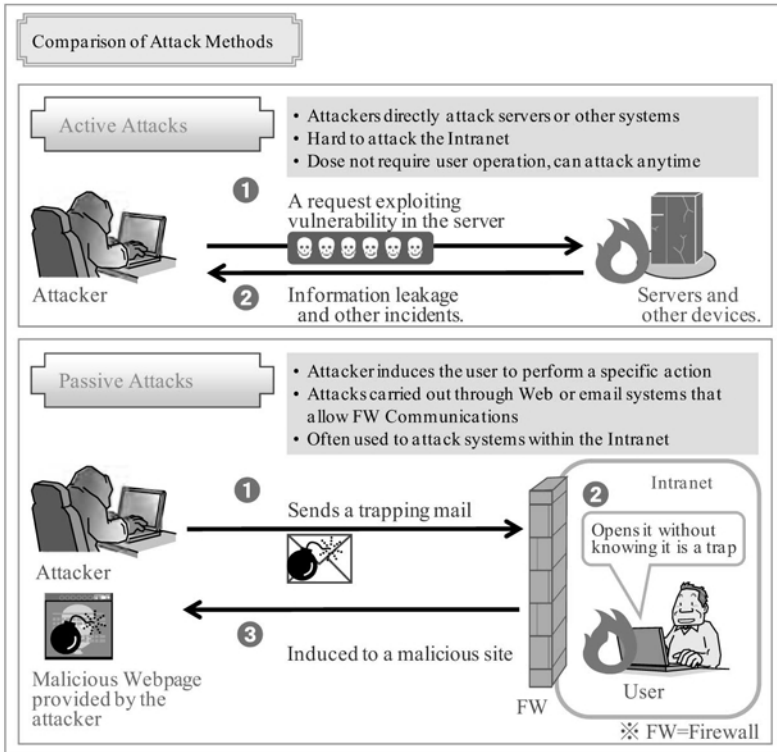 Comparison of Attack Methods
Active Attacks
• Attackers directly attack servers or other systems
• Hard to attack the Intranet
• Dose not require user operation, can attack anytime
1
A request exploiting
vulnerability in the server
Attacker
2
Information leakage
and other incidents.
Servers and
other devices.
Passive Attacks
• Attacker induces the user to perform a specific action
• Attacks carried out through Web or email systems that
allow FW Communications
• Often used to attack systems within the Intranet
1
Sends a trapping mail
Attacker
2
Intranet
Opens it without
knowing it is a trap
3
Induced to a malicious site
Malicious Webpage
provided by the
attacker
FW
User
※ FW=Firewall